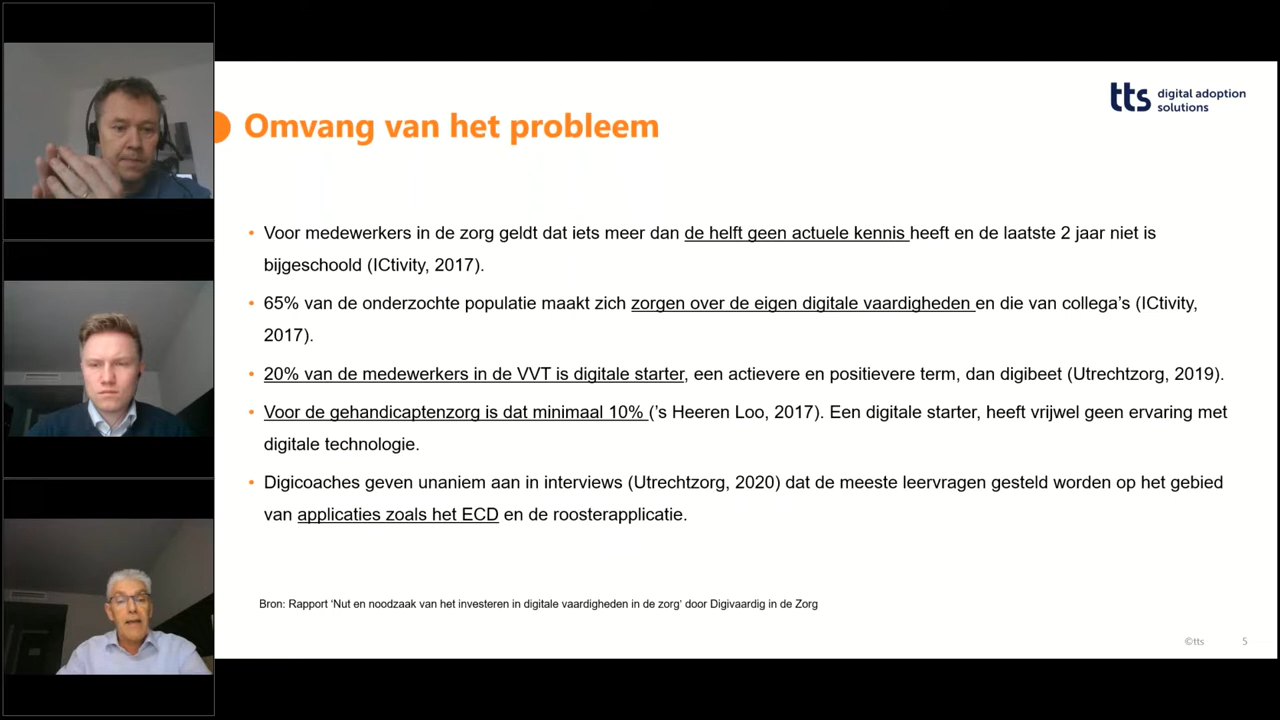 tts digital adoption
solutions
Omvang van het probleem
• Voor medewerkers in de zorg geldt dat iets meer dan de helft geen actuele kennis heeft en de laatste 2 jaar niet is
bijgeschoold (ICtivity, 2017).
• 65% van de onderzochte populatie maakt zich zorgen over de eigen digitale vaardigheden en die van collega’s (ICtivity,
2017).
• 20% van de medewerkers in de VVT is digitale starter, een actievere en positievere term, dan digibeet (Utrechtzorg, 2019).
• Voor de gehandicaptenzorg is dat minimaal 10% (’s Heeren Loo, 2017). Een digitale starter, heeft vrijwel geen ervaring met
digitale technologie.
• Digicoaches geven unaniem aan in interviews (Utrechtzorg, 2020) dat de meeste leervragen gesteld worden op het gebied
van applicaties zoals het ECD en de roosterapplicatie.
Bron: Rapport ‘Nut en noodzaak van het investeren in digitale vaardigheden in de zorg’ door Digivaardig in de Zorg
©tts 5